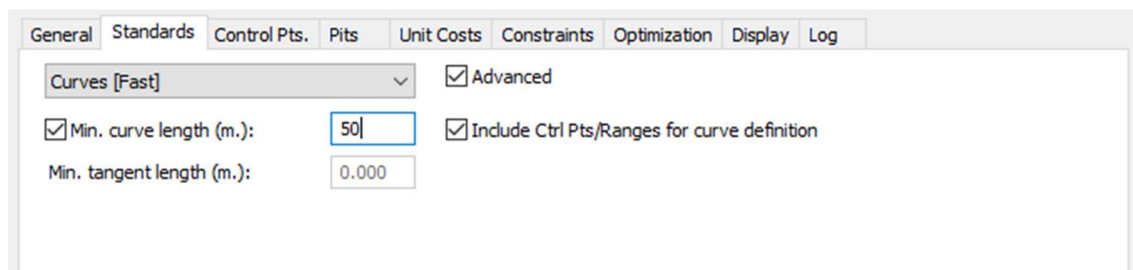 General Standards Control Pts. Pits Unit Costs Constraints Optimization Display Log
Curves [Fast] Advanced
Min. curve length (m.): 50 Include Ctrl Pts/Ranges for curve definition
Min. tangent length (m.): 0.000